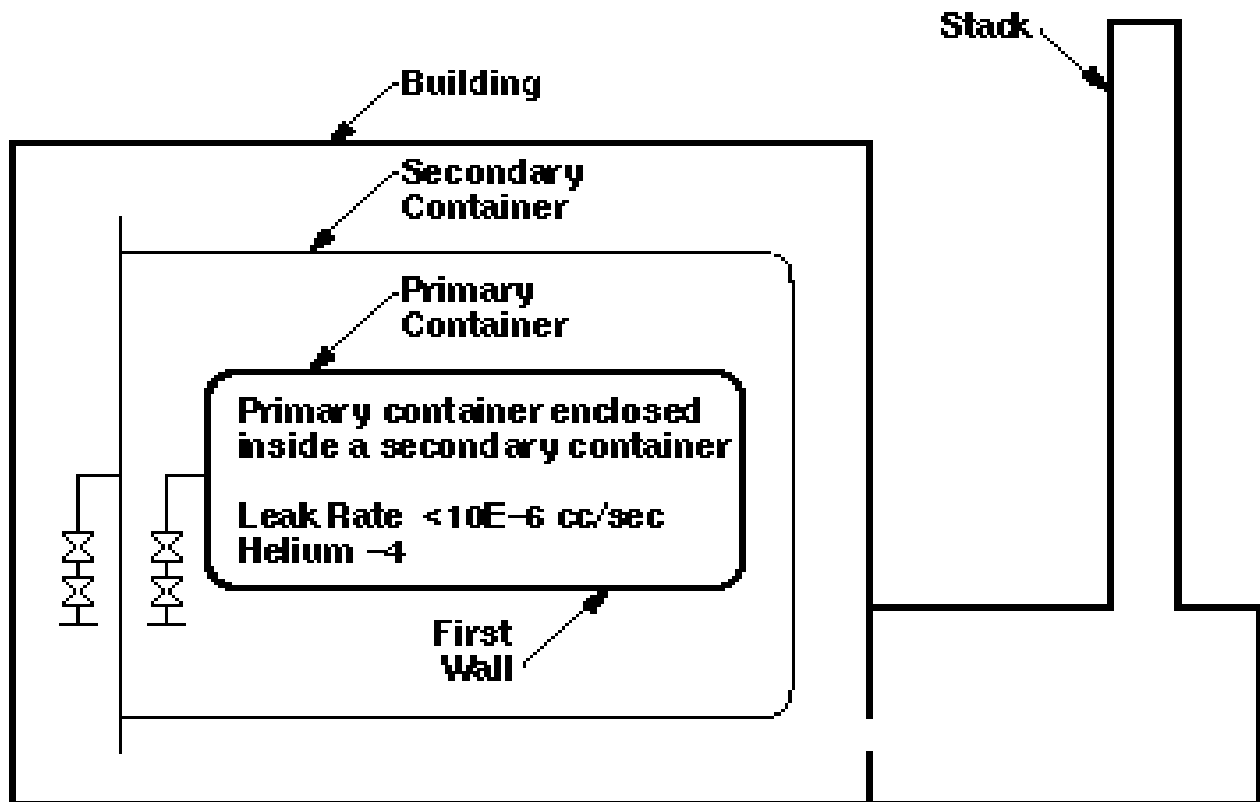 Stack
Building
Secondary
Container
Primary
Container
Primary container enclosed
inside a secondary container
Leak Rate <10E-6 cc/sec
Helium -4
First
Wall